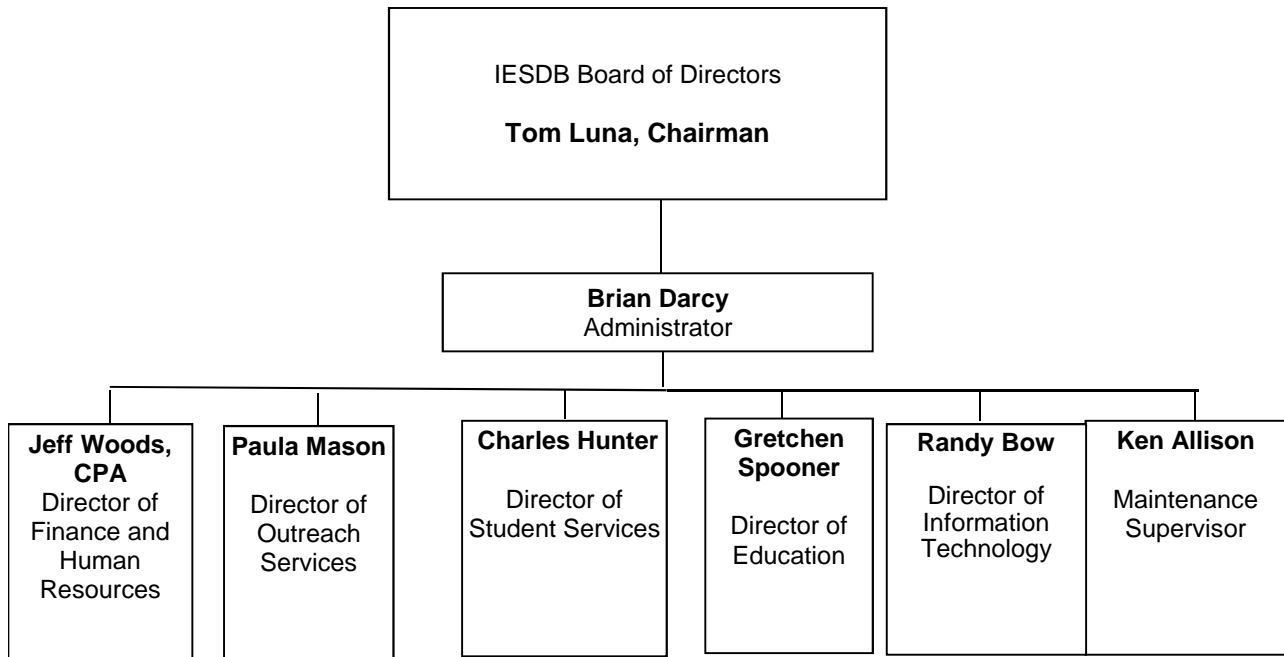 IESDB Board of Directors
Tom Luna, Chairman
Brian Darcy
Administrator
Jeff Woods,
CPA
Director of
Finance and
Human
Resources
Paula Mason
Director of
Outreach
Services
Charles Hunter
Director of
Student Services
Gretchen
Spooner
Director of
Education
Randy Bow
Director of
Information
Technology
Ken Allison
Maintenance
Supervisor